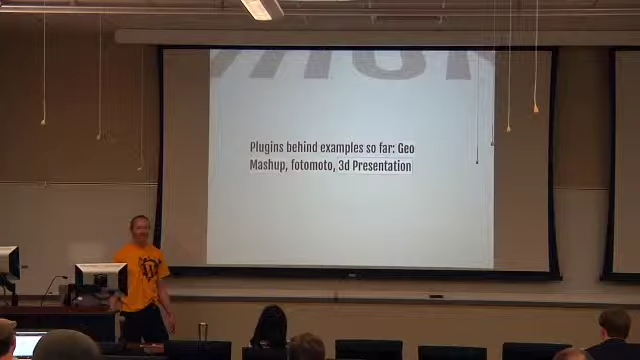 Plugins behind examples so far: Geo
Mashup, fotomoto, 3d Presentation